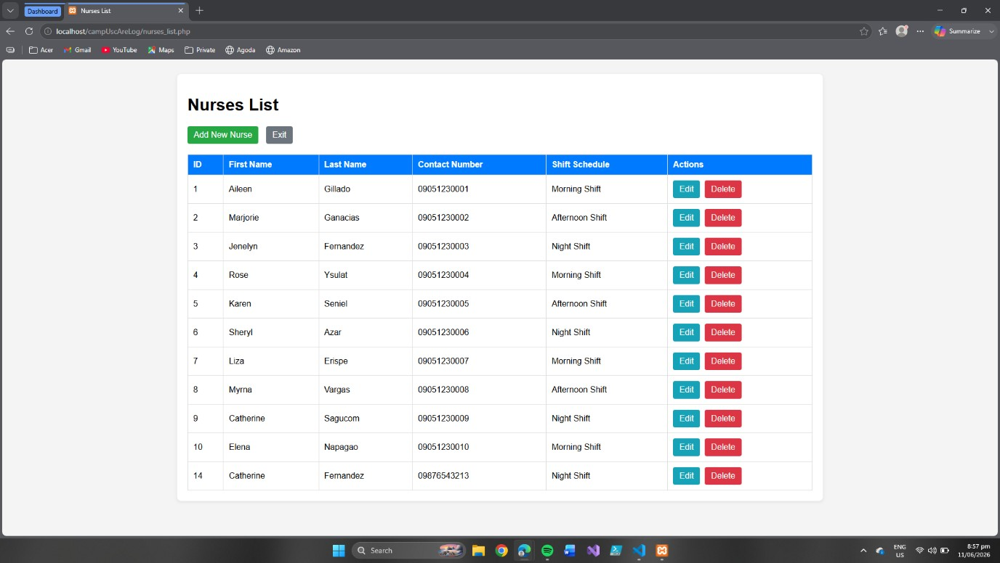 Dashboard Nurses List
localhost/campUscAreLog/nurses_list.php Summarize
Acer Gmail YouTube Maps Private Agoda Amazon
Nurses List
Add New Nurse Exit
ID First Name Last Name Contact Number Shift Schedule Actions
1 Aileen Gillado 09051230001 Morning Shift Edit Delete
2 Marjorie Ganacias 09051230002 Afternoon Shift Edit Delete
3 Jenelyn Fernandez 09051230003 Night Shift Edit Delete
4 Rose Ysulat 09051230004 Morning Shift Edit Delete
5 Karen Seniel 09051230005 Afternoon Shift Edit Delete
6 Sheryl Azar 09051230006 Night Shift Edit Delete
7 Liza Erispe 09051230007 Morning Shift Edit Delete
8 Myrna Vargas 09051230008 Afternoon Shift Edit Delete
9 Catherine Sagucom 09051230009 Night Shift Edit Delete
10 Elena Napagao 09051230010 Morning Shift Edit Delete
14 Catherine Fernandez 09876543213 Night Shift Edit Delete
Search
ENG
US
8:57 pm
11/06/2026